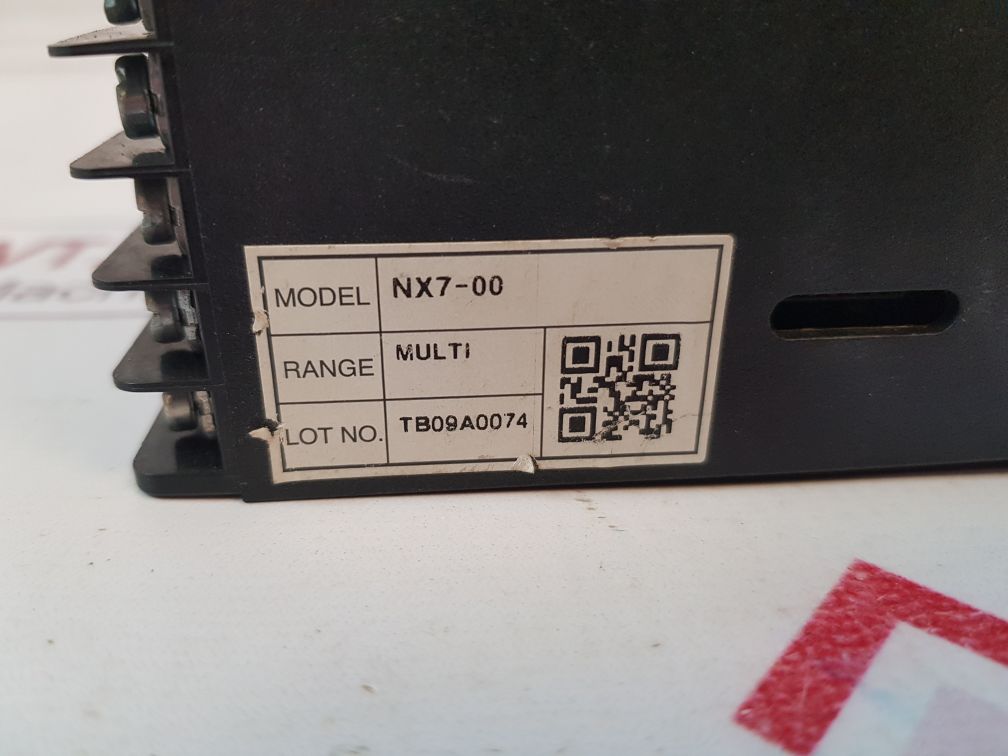 MODEL NX7-00
RANGE MULTI
LOT NO. TB09A0074